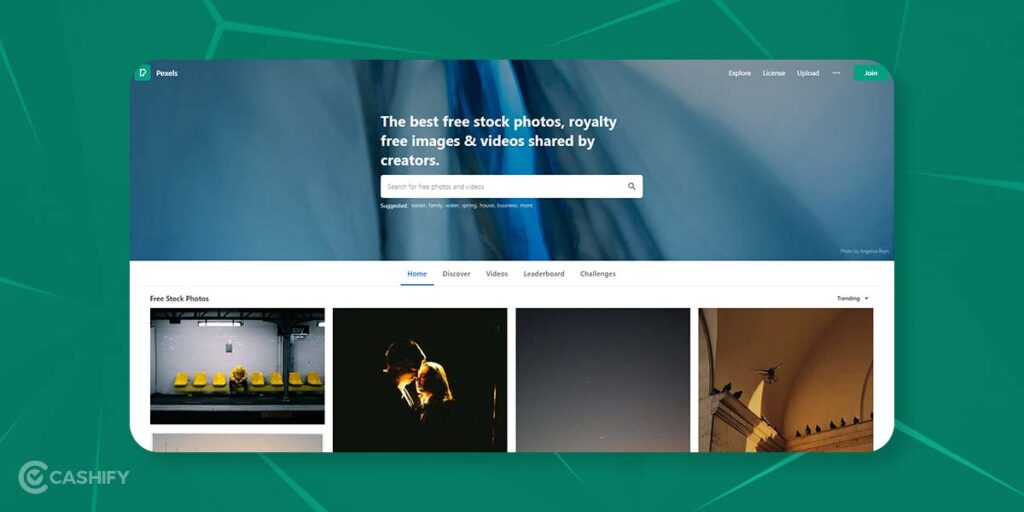 Pexels
Explore License Upload ••• Join
The best free stock photos, royalty
free images & videos shared by
creators.
Search for free photos and videos
Suggested: easter, family, water, spring, house, business, more
Photo by Angelica Reyn
Home Discover Videos Leaderboard Challenges
Free Stock Photos
Trending
CASHIFY